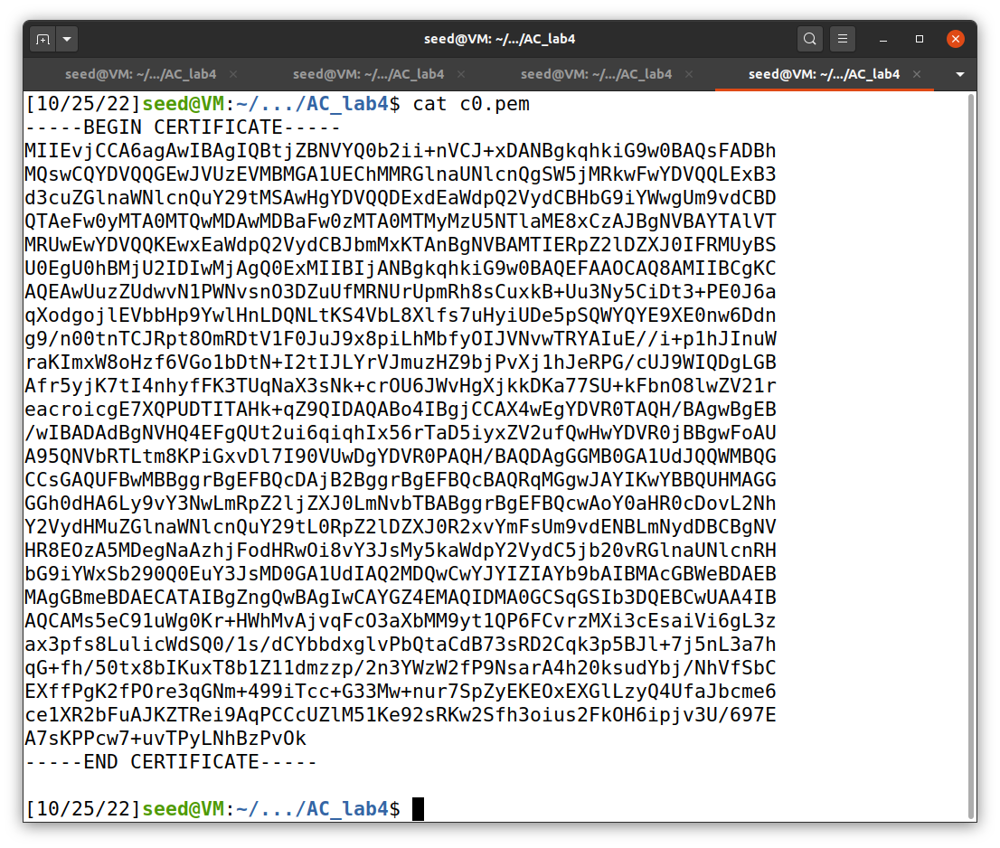 seed@VM: ~/.../AC_lab4
seed@VM: ~/.../AC_lab4 × seed@VM: ~/.../AC_lab4 × seed@VM: ~/.../AC_lab4 × seed@VM: ~/.../AC_lab4 ×
[10/25/22]seed@VM:~/.../AC_lab4$ cat c0.pem
-----BEGIN CERTIFICATE-----
MIIEvjCCA6agAwIBAgIQBtjZBNVYQ0b2ii+nVCJ+xDANBgkqhkiG9w0BAQsFADBh
MQswCQYDVQQGEwJVUzEVMBMGA1UEChMMRGlnaUNlcnQgSW5jMRkwFwYDVQQLExB3
d3cuZGlnaWNlcnQuY29tMSAwHgYDVQQDExdEaWdpQ2VydCBHbG9iYWwgUm9vdCBD
QTAeFw0yMTA0MTQwMDAwMDBaFw0zMTA0MTMyMzU5NTlaME8xCzAJBgNVBAYTAlVT
MRUwEwYDVQQKEwxEaWdpQ2VydCBJbmMxKTAnBgNVBAMTIERpZ2lDZXJ0IFRMUyBS
U0EgU0hBMjU2IDIwMjAgQ0ExMIIBIjANBgkqhkiG9w0BAQEFAAOCAQ8AMIIBCgKC
AQEAwUuzZUdwvN1PWNvsnO3DZuUfMRNUrUpmRh8sCuxkB+Uu3Ny5CiDt3+PE0J6a
qXodgojlEVbbHp9YwlHnLDQNLtKS4VbL8Xlfs7uHyiUDe5pSQWYQYE9XE0nw6Ddn
g9/n00tnTCJRpt8OmRDtV1F0JuJ9x8piLhMbfyOIJVNvwTRYAIuE//i+p1hJInuW
raKImxW8oHzf6VGo1bDtN+I2tIJLYrVJmuzHZ9bjPvXj1hJeRPG/cUJ9WIQDgLGB
Afr5yjK7tI4nhyfFK3TUqNaX3sNk+crOU6JWvHgXjkkDKa77SU+kFbnO8lwZV21r
eacroicgE7XQPUDTITAHk+qZ9QIDAQABo4IBgjCCAX4wEgYDVR0TAQH/BAgwBgEB
/wIBADAdBgNVHQ4EFgQUt2ui6qiqhIx56rTaD5iyxZV2ufQwHwYDVR0jBBgwFoAU
A95QNVbRTLtm8KPiGxvDl7I90VUwDgYDVR0PAQH/BAQDAgGGMB0GA1UdJQQWMBQG
CCsGAQUFBwMBBggrBgEFBQcDAjB2BggrBgEFBQcBAQRqMGgwJAYIKwYBBQUHMAGG
GGh0dHA6Ly9vY3NwLmRpZ2ljZXJ0LmNvbTBABggrBgEFBQcwAoY0aHR0cDovL2Nh
Y2VydHMuZGlnaWNlcnQuY29tL0RpZ2lDZXJ0R2xvYmFsUm9vdENBLmNydDBCBgNV
HR8EOzA5MDegNaAzhjFodHRwOi8vY3JsMy5kaWdpY2VydC5jb20vRGlnaUNlcnRH
bG9iYWxSb290Q0EuY3JsMD0GA1UdIAQ2MDQwCwYJYIZIAYb9bAIBMAcGBWeBDAEB
MAgGBmeBDAECATAIBgZngQwBAgIwCAYGZ4EMAQIDMA0GCSqGSIb3DQEBCwUAA4IB
AQCAMs5eC91uWg0Kr+HWhMvAjvqFcO3aXbMM9yt1QP6FCvrzMXi3cEsaiVi6gL3z
ax3pfs8LulicWdSQ0/1s/dCYbbdxglvPbQtaCdB73sRD2Cqk3p5BJl+7j5nL3a7h
qG+fh/50tx8bIKuxT8b1Z11dmzzp/2n3YWzW2fP9NsarA4h20ksudYbj/NhVfSbC
EXffPgK2fPOre3qGNm+499iTcc+G33Mw+nur7SpZyEKEOxEXGlLzyQ4UfaJbcme6
ce1XR2bFuAJKZTRei9AqPCCcUZlM51Ke92sRKw2Sfh3oius2FkOH6ipjv3U/697E
A7sKPPcw7+uvTPyLNhBzPvOk
-----END CERTIFICATE-----
[10/25/22]seed@VM:~/.../AC_lab4$